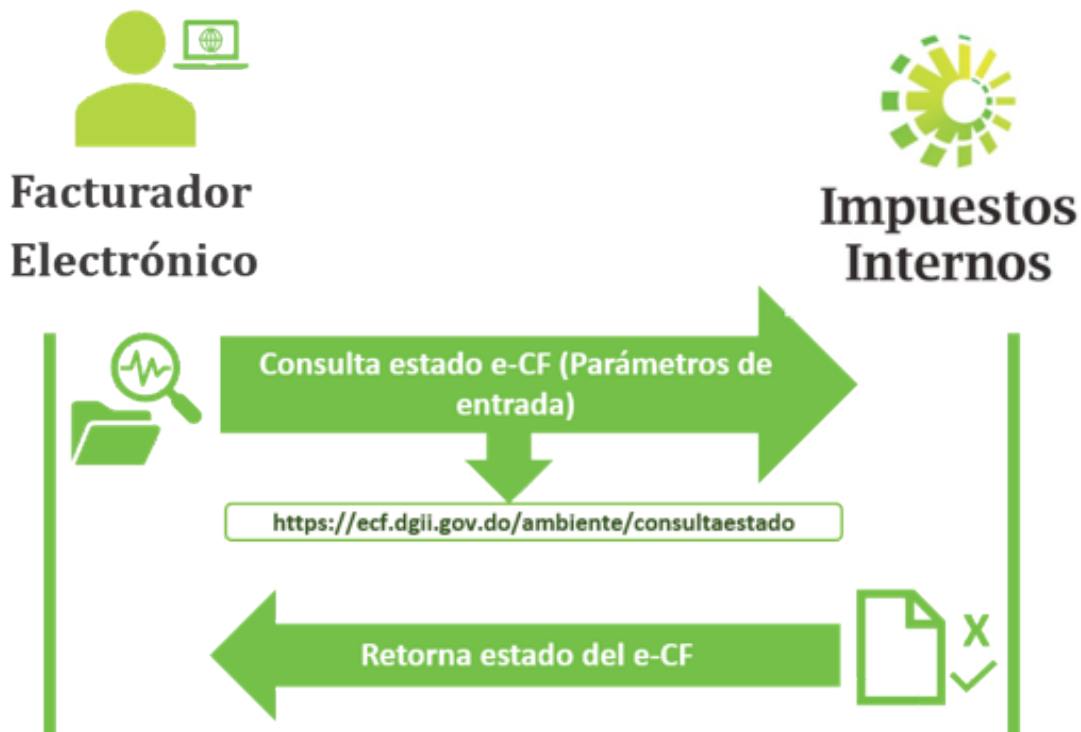 Facturador
Electrónico
Impuestos
Internos
Consulta estado e-CF (Parámetros de
entrada)
https://ecf.dgii.gov.do/ambiente/consultaestado
Retorna estado del e-CF
X